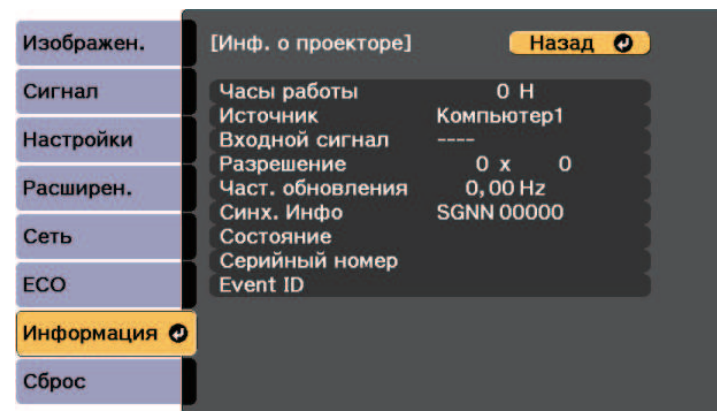 Изображен.
Сигнал
Настройки
Расширен.
Сеть
ECO
Информация
Сброс
[Инф. о проекторе]
Назад
Часы работы 0 H
Источник Компьютер1
Входной сигнал ----
Разрешение 0 x 0
Част. обновления 0,00 Hz
Синх. Инфо SGNN 00000
Состояние
Серийный номер
Event ID